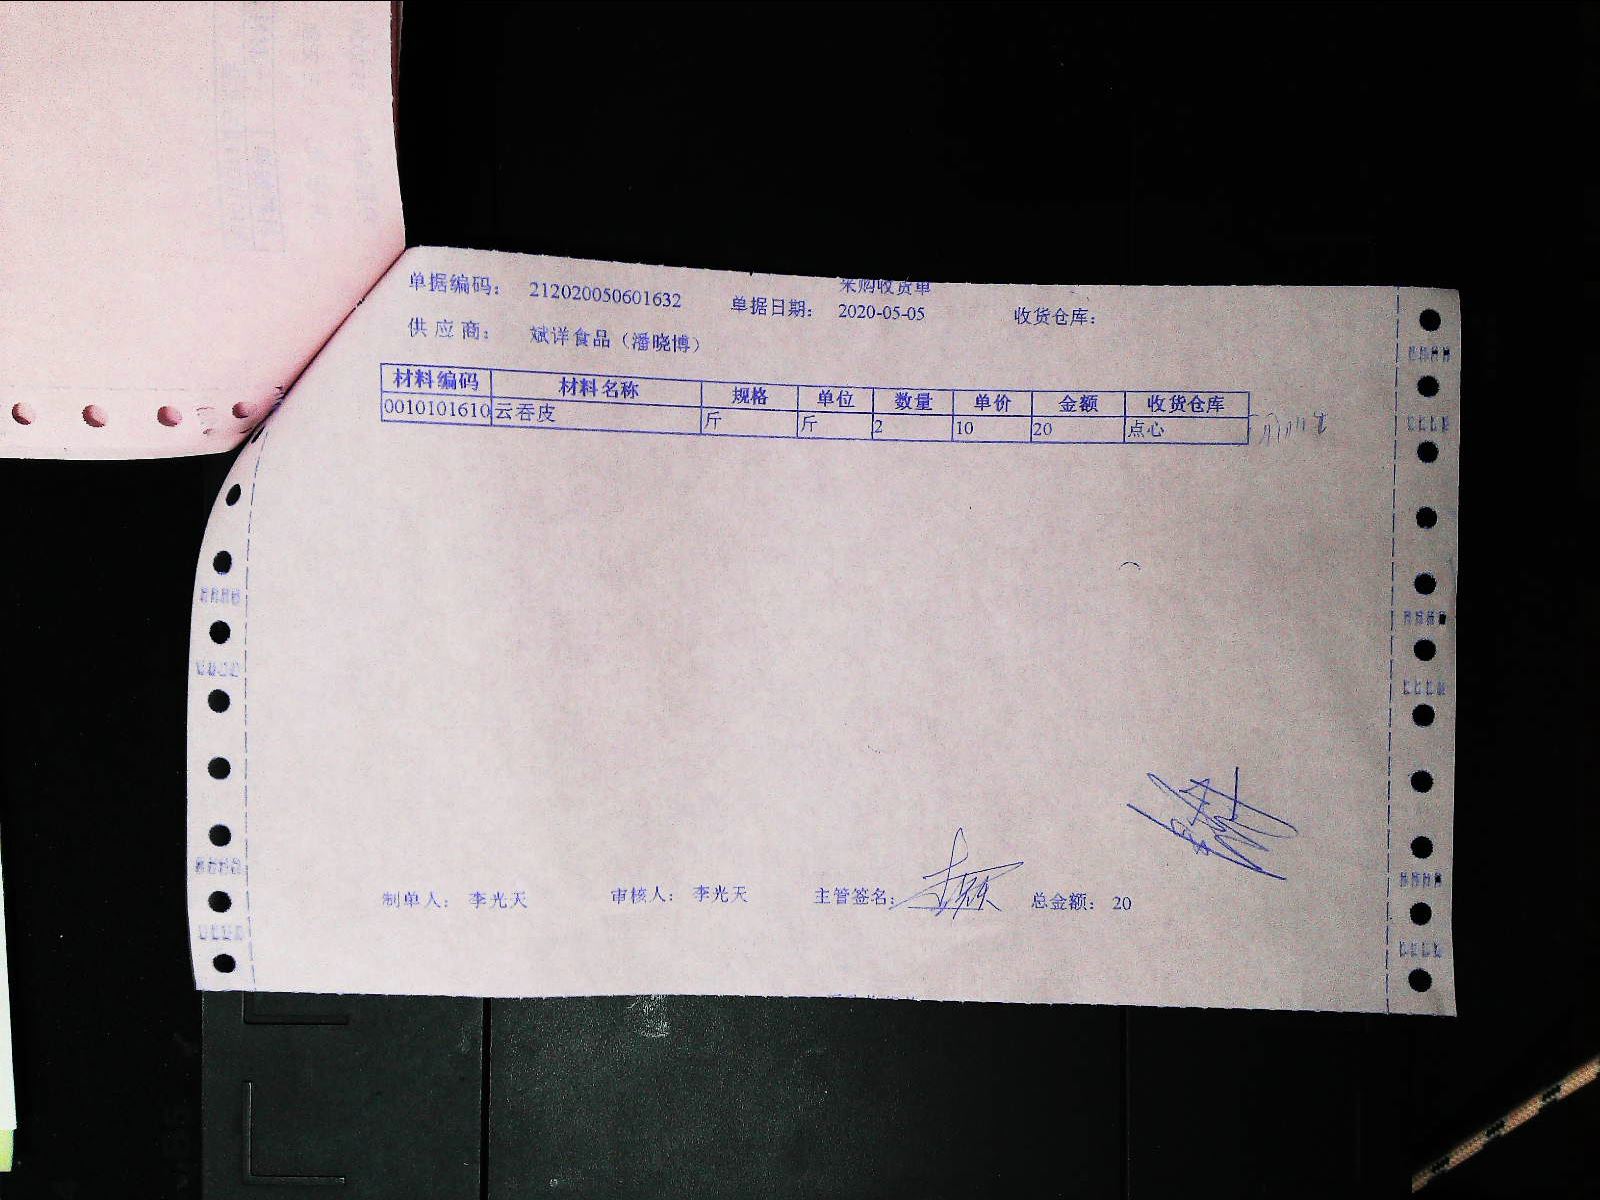 采购收货单
单据编码： 212020050601632 单据日期： 2020-05-05 收货仓库：
供 应 商： 斌洋食品（潘晓博）
材料编码 材料名称 规格 单位 数量 单价 金额 收货仓库
0010101610 云吞皮 斤 斤 2 10 20 点心
制单人： 李光天 审核人： 李光天 主管签名： 总金额： 20